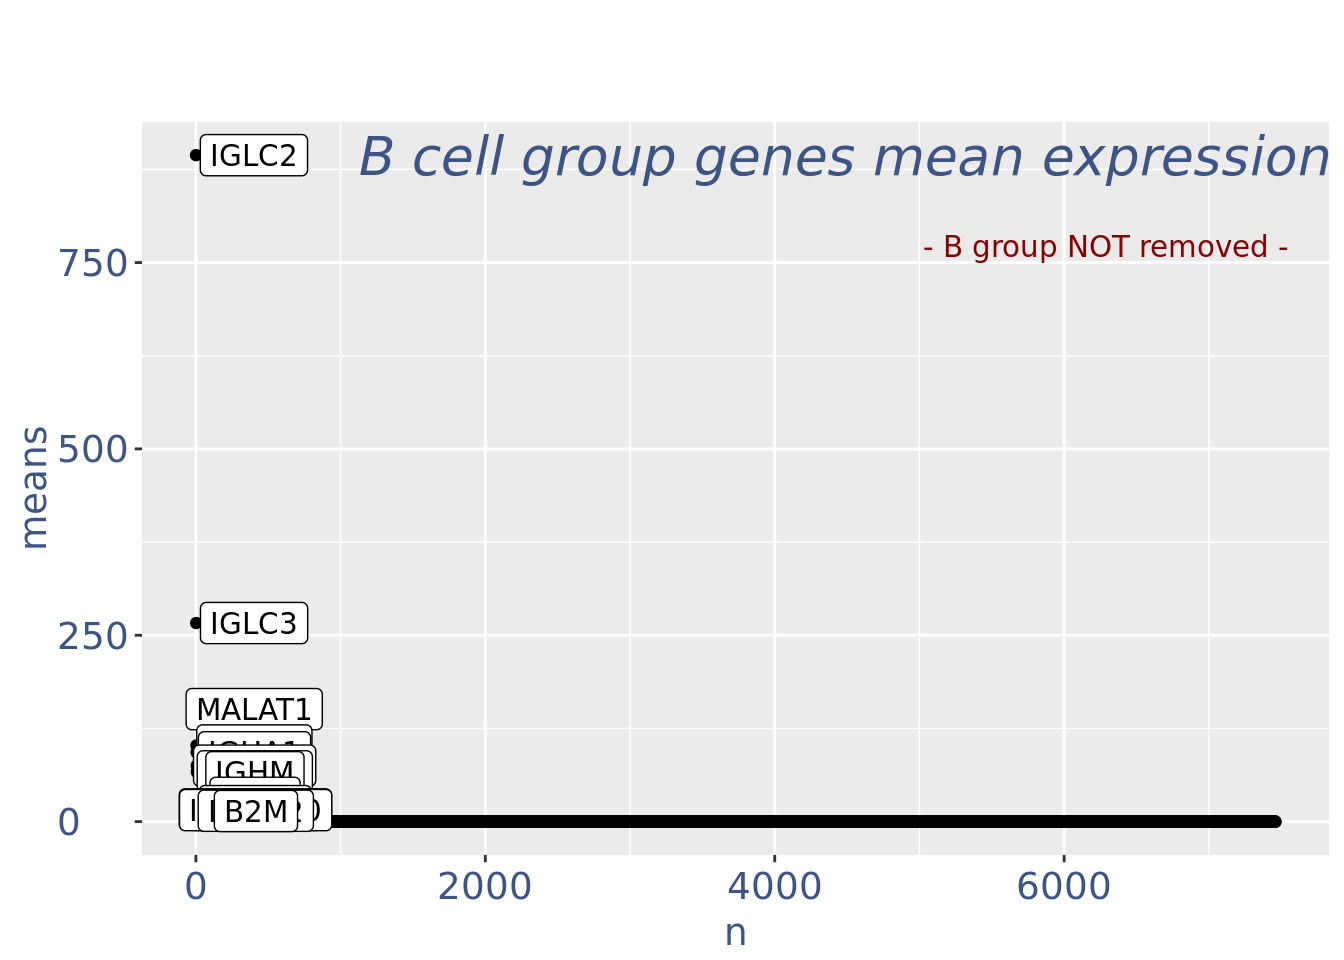 B cell group genes mean expression
- B group NOT removed -
IGLC2
IGLC3
MALAT1
IGHA1
IGHM
B2M
means
750
500
250
0
0
2000
4000
6000
n